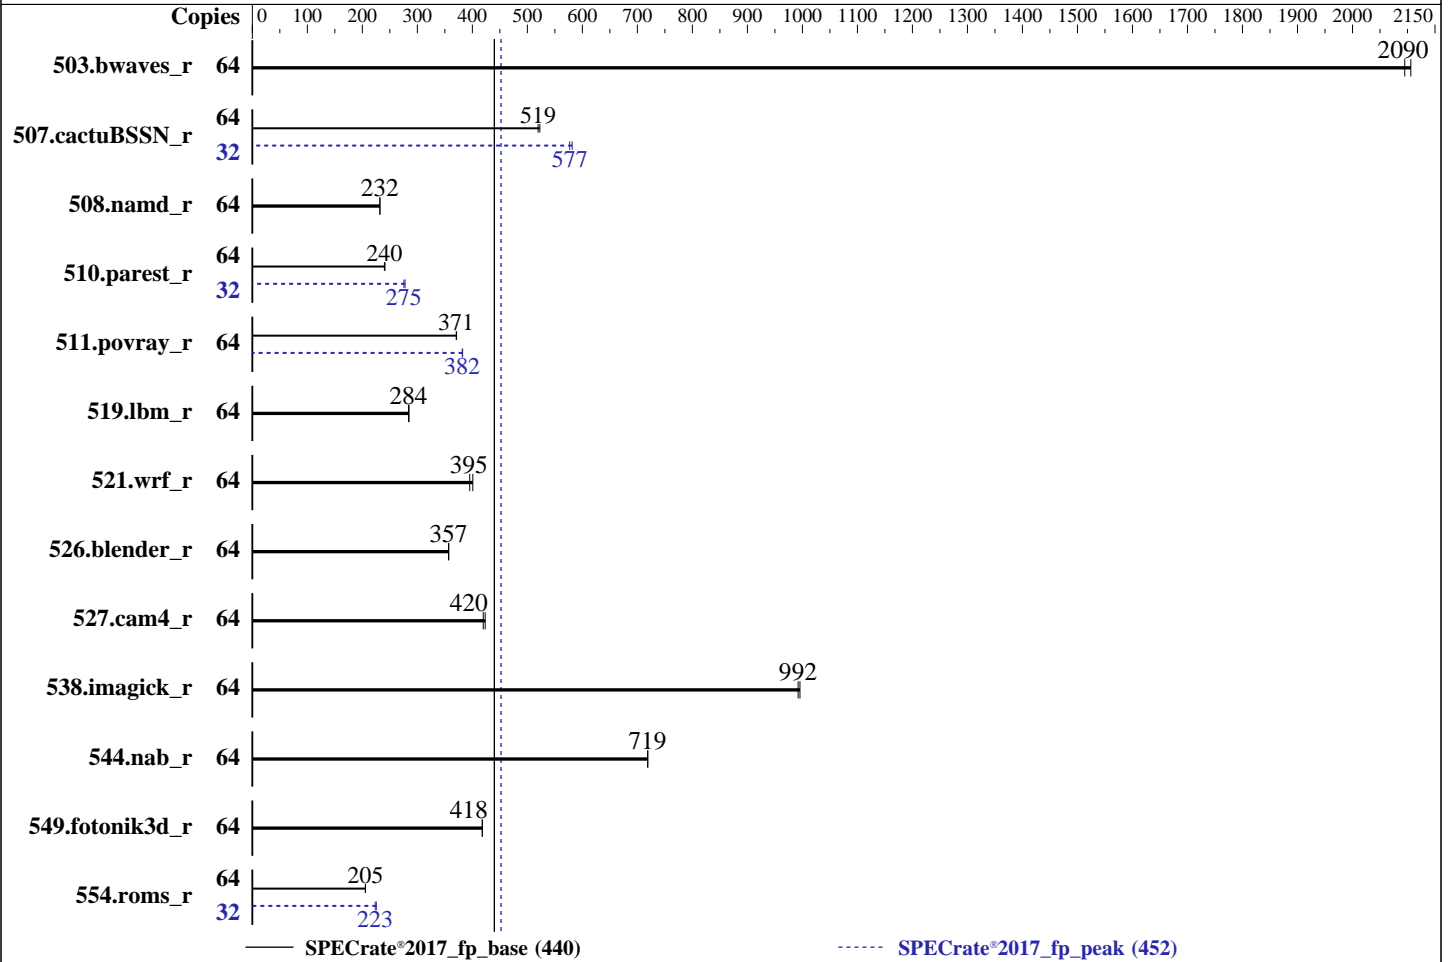 Copies 0 100 200 300 400 500 600 700 800 900 1000 1100 1200 1300 1400 1500 1600 1700 1800 1900 2000 2150
503.bwaves_r 64 2090
507.cactuBSSN_r 64 519
32 577
508.namd_r 64 232
510.parest_r 64 240
32 275
511.povray_r 64 371
382
519.lbm_r 64 284
521.wrf_r 64 395
526.blender_r 64 357
527.cam4_r 64 420
538.imagick_r 64 992
544.nab_r 64 719
549.fotonik3d_r 64 418
554.roms_r 64 205
32 223
SPECrate®2017_fp_base (440) SPECrate®2017_fp_peak (452)